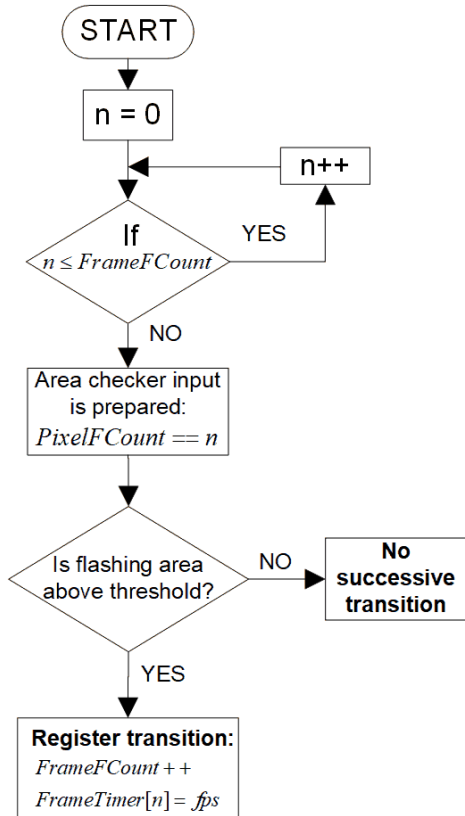 START
n = 0
n++
If
n ≤ FrameFCount
YES
NO
Area checker input
is prepared:
PixelFCount == n
Is flashing area
above threshold?
NO
No
successive
transition
YES
Register transition:
FrameFCount ++
FrameTimer[n] = fps